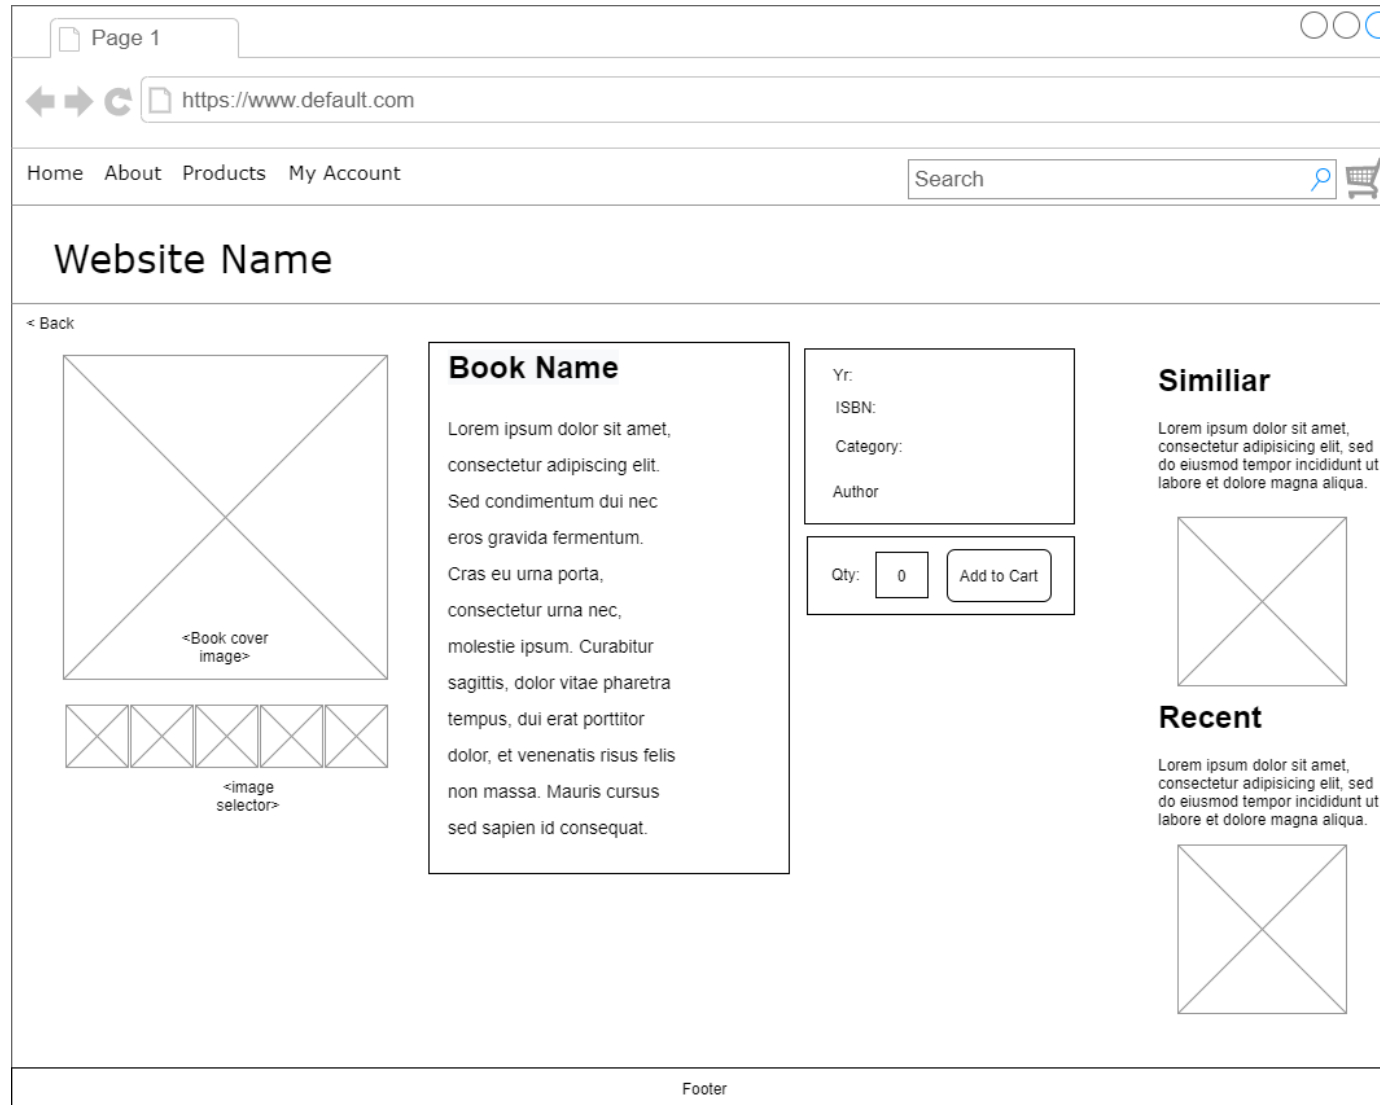 Page 1
https://www.default.com
Home About Products My Account
Search
Website Name
< Back
<Book cover
image>
<image
selector>
Book Name
Lorem ipsum dolor sit amet,
consectetur adipiscing elit.
Sed condimentum dui nec
eros gravida fermentum.
Cras eu urna porta,
consectetur urna nec,
molestie ipsum. Curabitur
sagittis, dolor vitae pharetra
tempus, dui erat porttitor
dolor, et venenatis risus felis
non massa. Mauris cursus
sed sapien id consequat.
Yr:
ISBN:
Category:
Author
Qty: 0 Add to Cart
Similiar
Lorem ipsum dolor sit amet,
consectetur adipisicing elit, sed
do eiusmod tempor incididunt ut
labore et dolore magna aliqua.
Recent
Lorem ipsum dolor sit amet,
consectetur adipisicing elit, sed
do eiusmod tempor incididunt ut
labore et dolore magna aliqua.
Footer